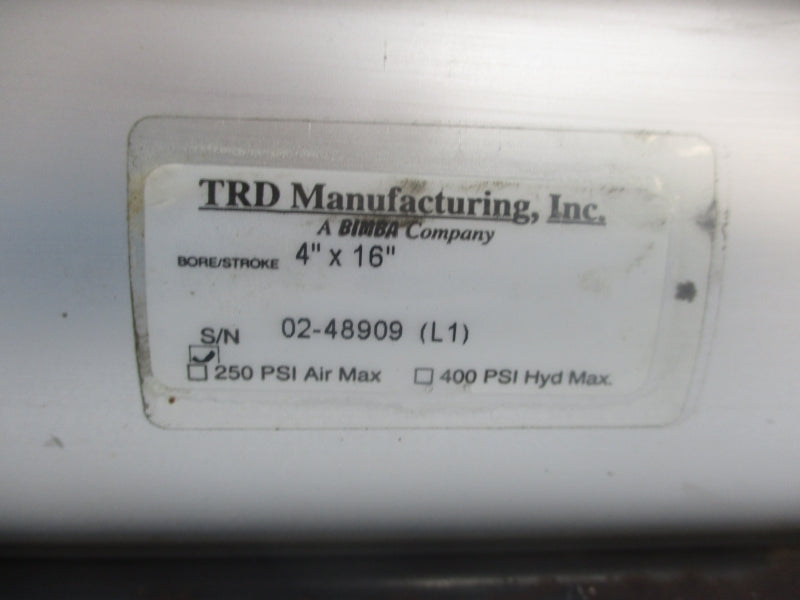 TRD Manufacturing, Inc.
A BIMBA Company
BORE/STROKE 4" x 16"
S/N 02-48909 (L1)
250 PSI Air Max 400 PSI Hyd Max.